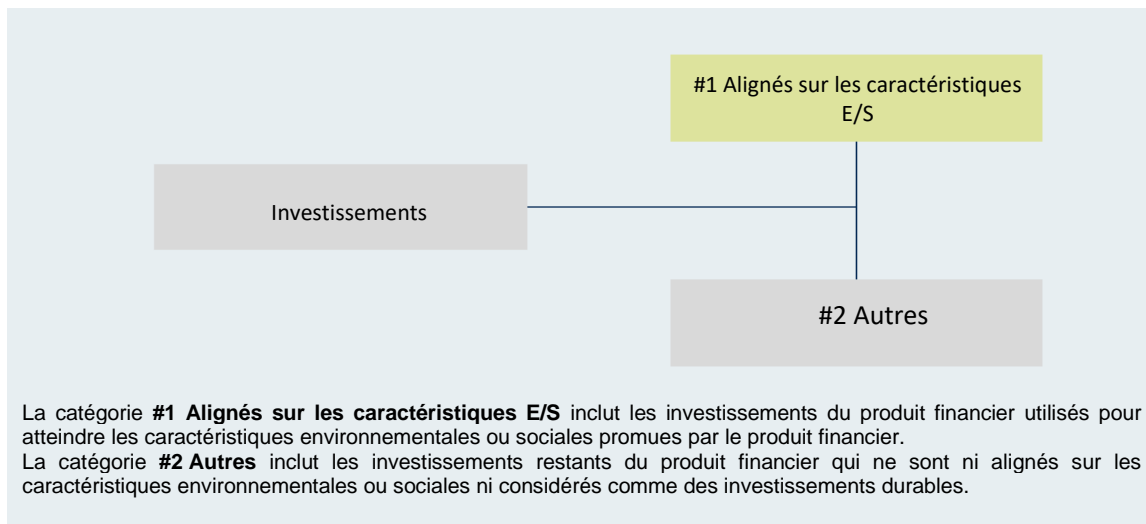 #1 Alignés sur les caractéristiques
E/S
Investissements
#2 Autres
La catégorie #1 Alignés sur les caractéristiques E/S inclut les investissements du produit financier utilisés pour
atteindre les caractéristiques environnementales ou sociales promues par le produit financier.
La catégorie #2 Autres inclut les investissements restants du produit financier qui ne sont ni alignés sur les
caractéristiques environnementales ou sociales ni considérés comme des investissements durables.